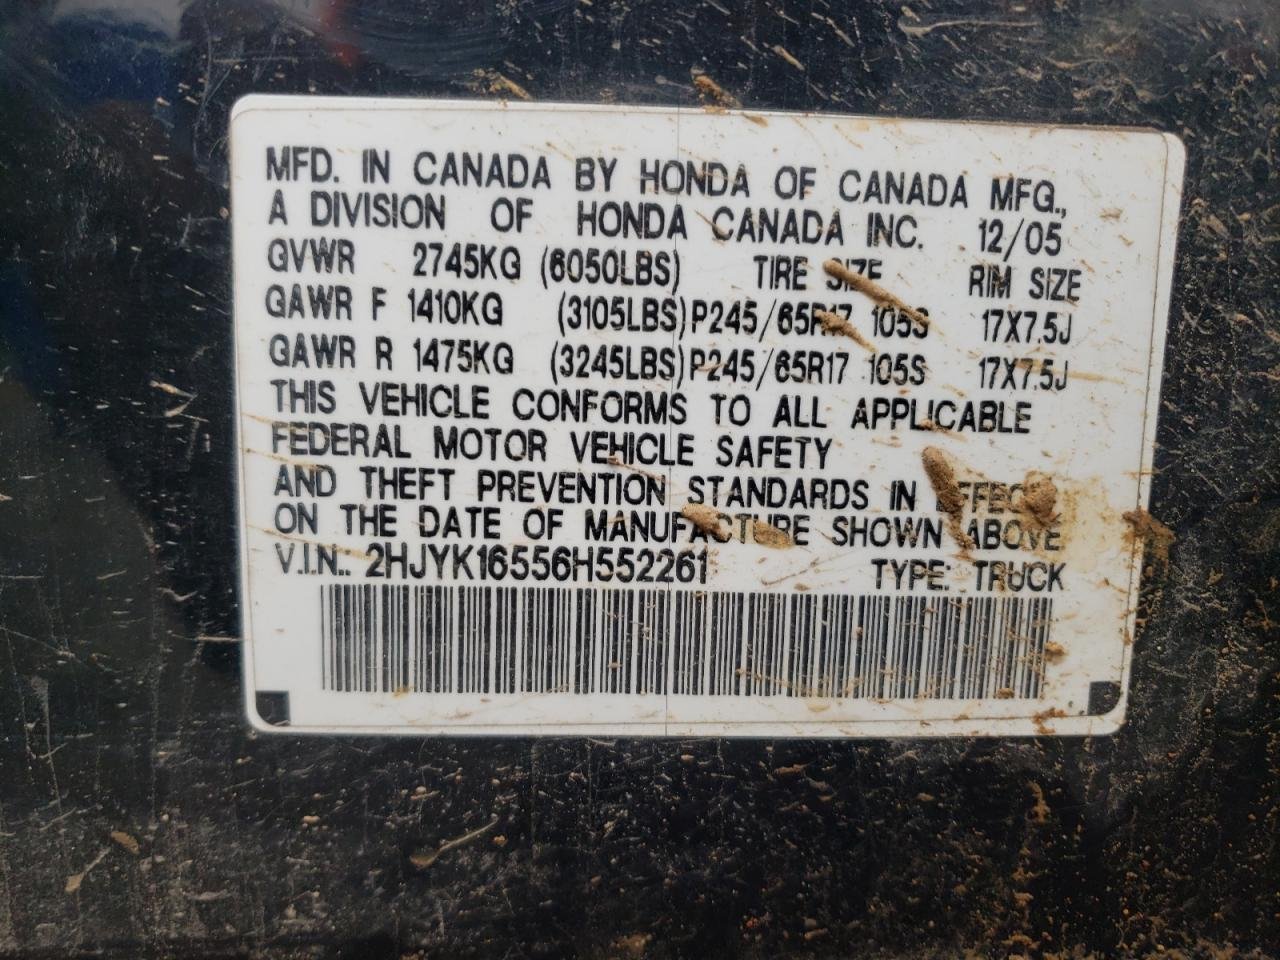 MFD. IN CANADA BY HONDA OF CANADA MFG.,
A DIVISION OF HONDA CANADA INC. 12/05
GVWR 2745KG (6050LBS) TIRE SIZE RIM SIZE
GAWR F 1410KG (3105LBS) P245/65R17 105S 17X7.5J
GAWR R 1475KG (3245LBS) P245/65R17 105S 17X7.5J
THIS VEHICLE CONFORMS TO ALL APPLICABLE
FEDERAL MOTOR VEHICLE SAFETY
AND THEFT PREVENTION STANDARDS IN EFFECT
ON THE DATE OF MANUFACTURE SHOWN ABOVE
V.I.N.: 2HJYK16556H552261 TYPE: TRUCK